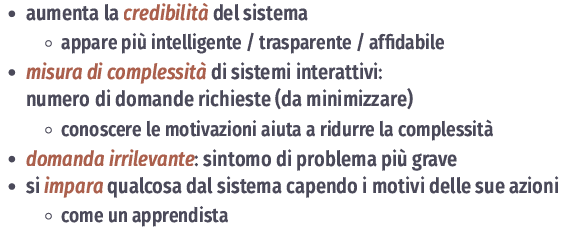 • aumenta la credibilità del sistema
◦ appare più intelligente / trasparente / affidabile
• misura di complessità di sistemi interattivi:
numero di domande richieste (da minimizzare)
◦ conoscere le motivazioni aiuta a ridurre la complessità
• domanda irrilevante: sintomo di problema più grave
• si impara qualcosa dal sistema capendo i motivi delle sue azioni
◦ come un apprendista